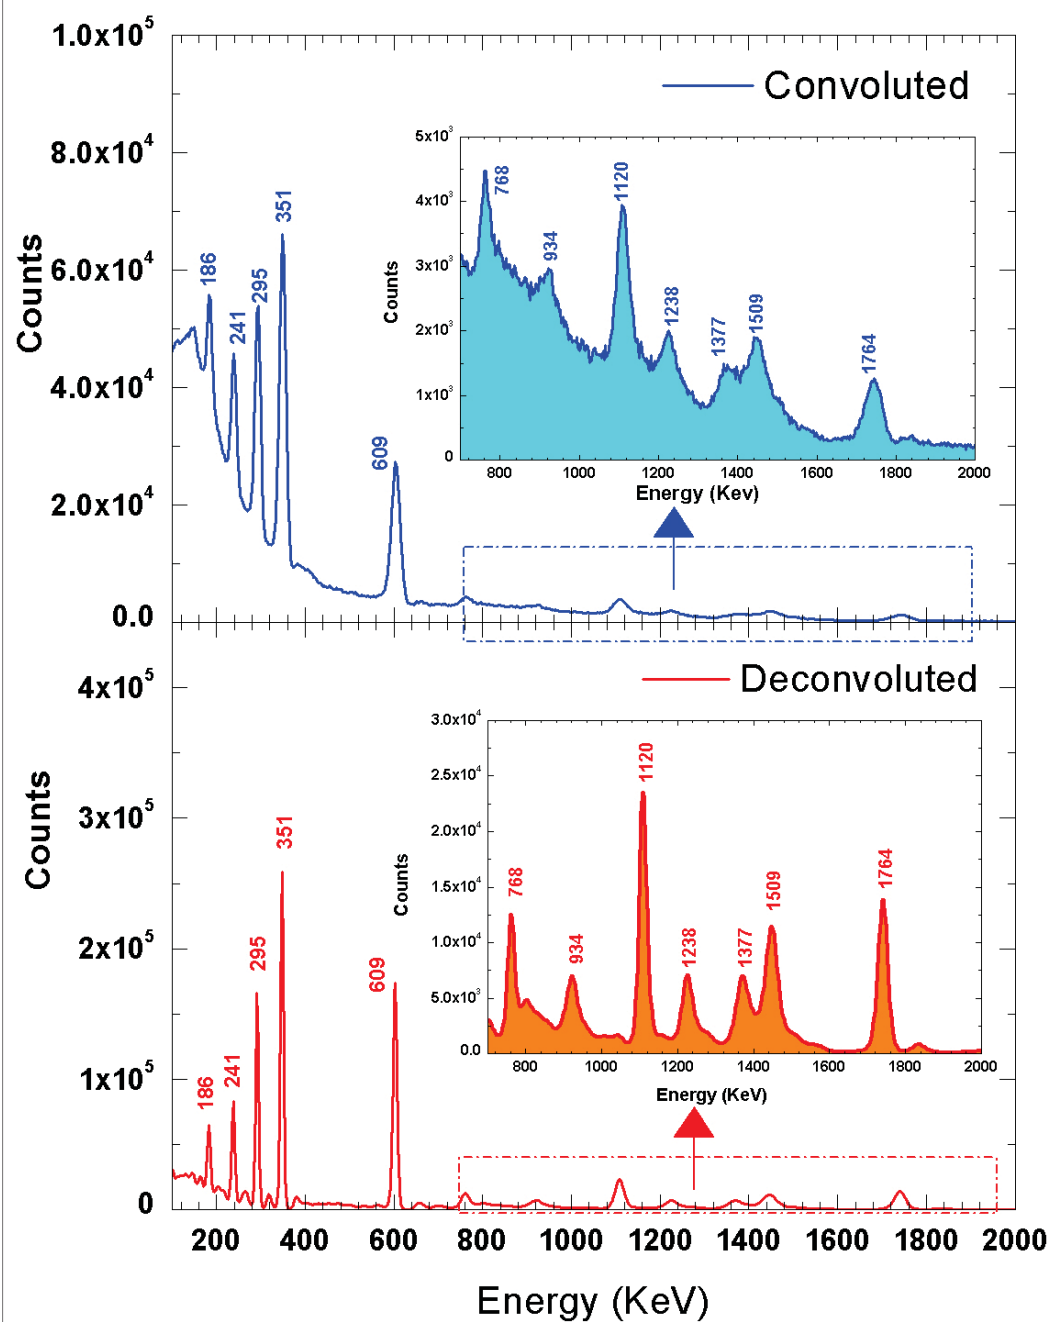 1.0x10⁵
8.0x10⁴
6.0x10⁴
4.0x10⁴
2.0x10⁴
0.0
Counts
Convoluted
186
241
295
351
609
5x10³
4x10³
3x10³
2x10³
1x10³
0
Counts
768
934
1120
1238
1377
1509
1764
800 1000 1200 1400 1600 1800 2000
Energy (Kev)
4x10⁵
3x10⁵
2x10⁵
1x10⁵
0
Counts
Deconvoluted
186
241
295
351
609
3.0x10⁴
2.5x10⁴
2.0x10⁴
1.5x10⁴
1.0x10⁴
5.0x10³
0.0
Counts
768
934
1120
1238
1377
1509
1764
800 1000 1200 1400 1600 1800 2000
Energy (KeV)
200 400 600 800 1000 1200 1400 1600 1800 2000
Energy (KeV)